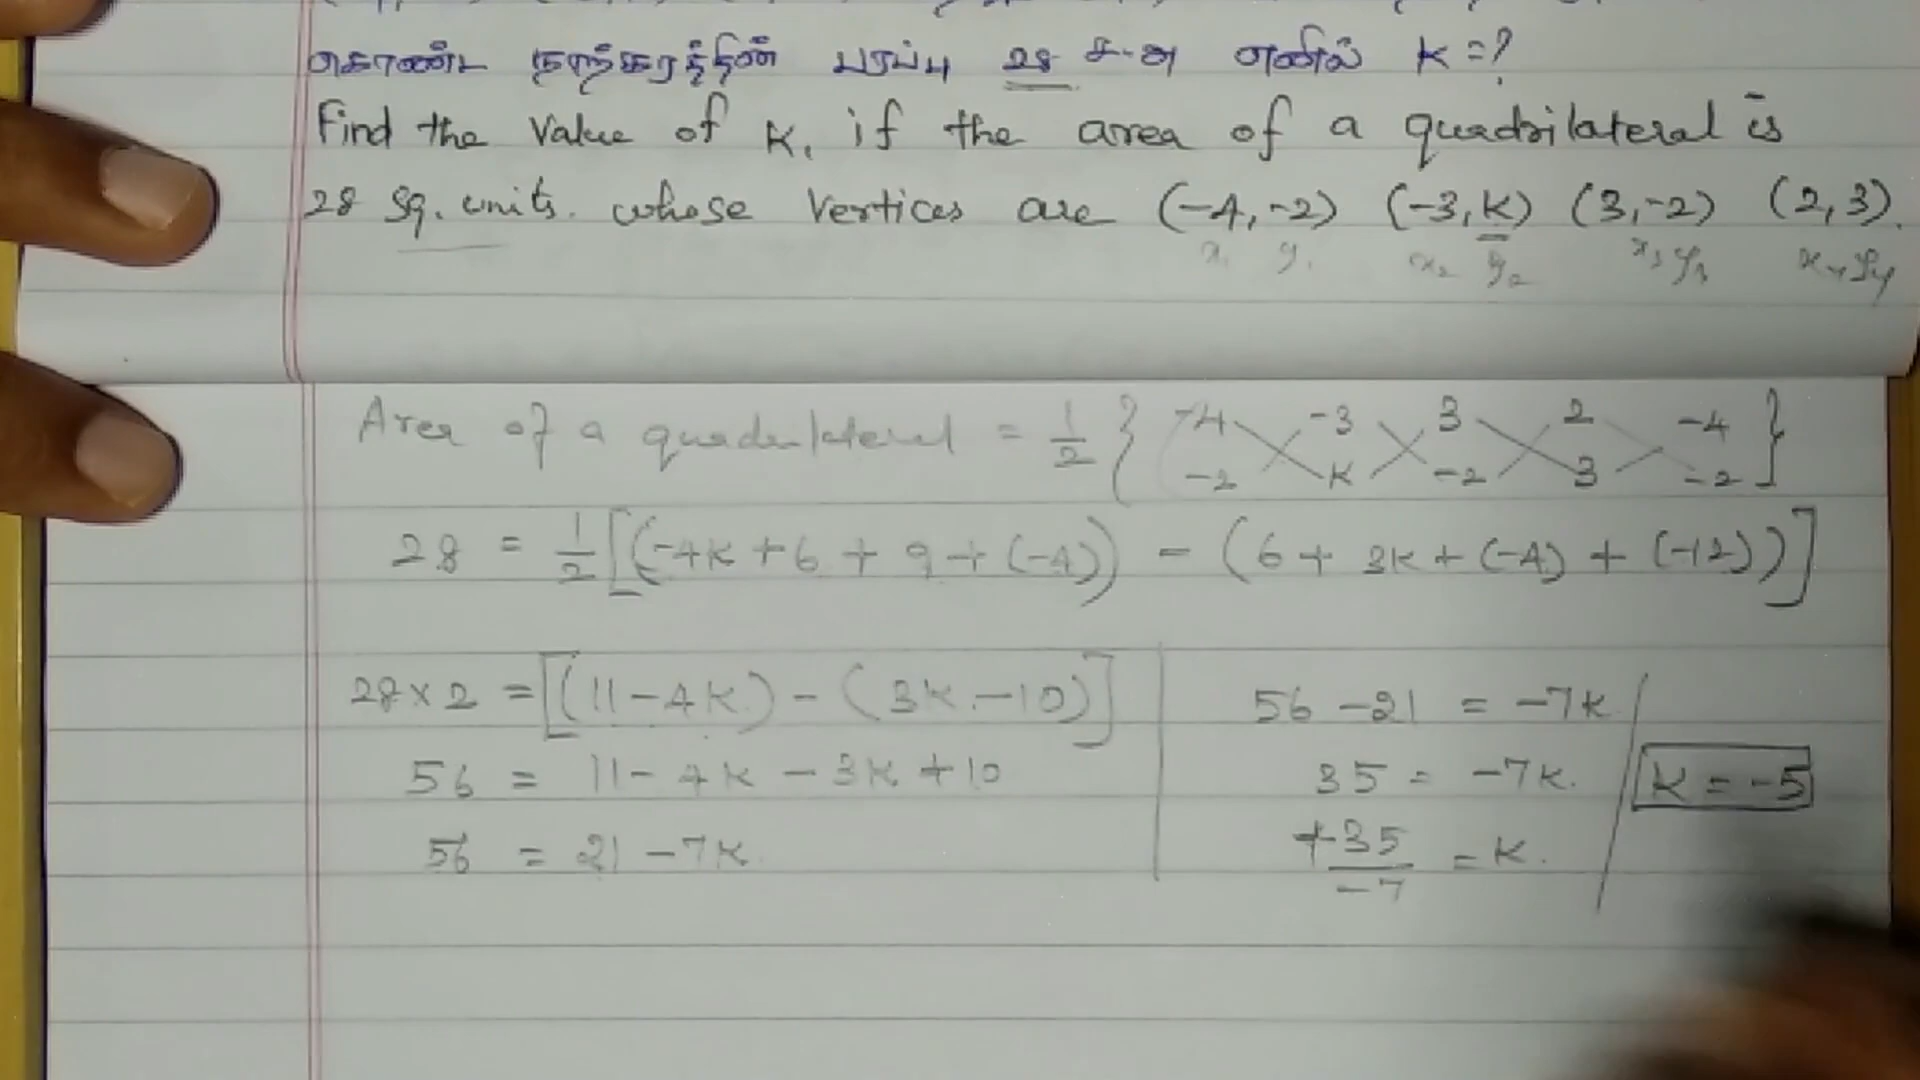 கொண்ட நாற்கரத்தின் பரப்பு 28 ச.அ எனில் K=?
Find the Value of K, if the area of a quadrilateral is
28 sq. units. whose vertices are (-4,-2) (-3,K) (3,-2) (2,3).
x₁ y₁ x₂ y₂ x₃ y₃ x₄ y₄
Area of a quadrilateral = 1/2 { -4 -3 3 2 -4 }
-2 K -2 3 -2
28 = 1/2 [(-4K+6+9+(-4)) - (6+3K+(-4)+(-12))]
28×2 = [(11-4K)-(3K-10)]
56 = 11-4K-3K+10
56 = 21-7K
56-21 = -7K
35 = -7K.
+35/-7 = K.
K=-5